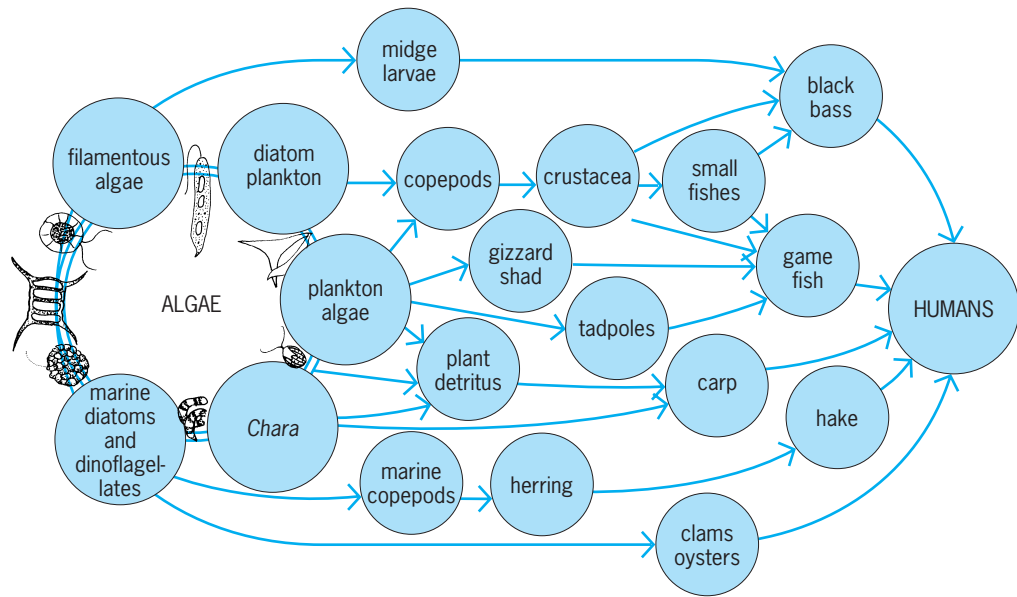 midge
larvae
black
bass
filamentous
algae
diatom
plankton
copepods
crustacea
small
fishes
gizzard
shad
game
fish
ALGAE
plankton
algae
HUMANS
tadpoles
plant
detritus
carp
marine
diatoms
and
dinoflagel-
lates
Chara
hake
marine
copepods
herring
clams
oysters